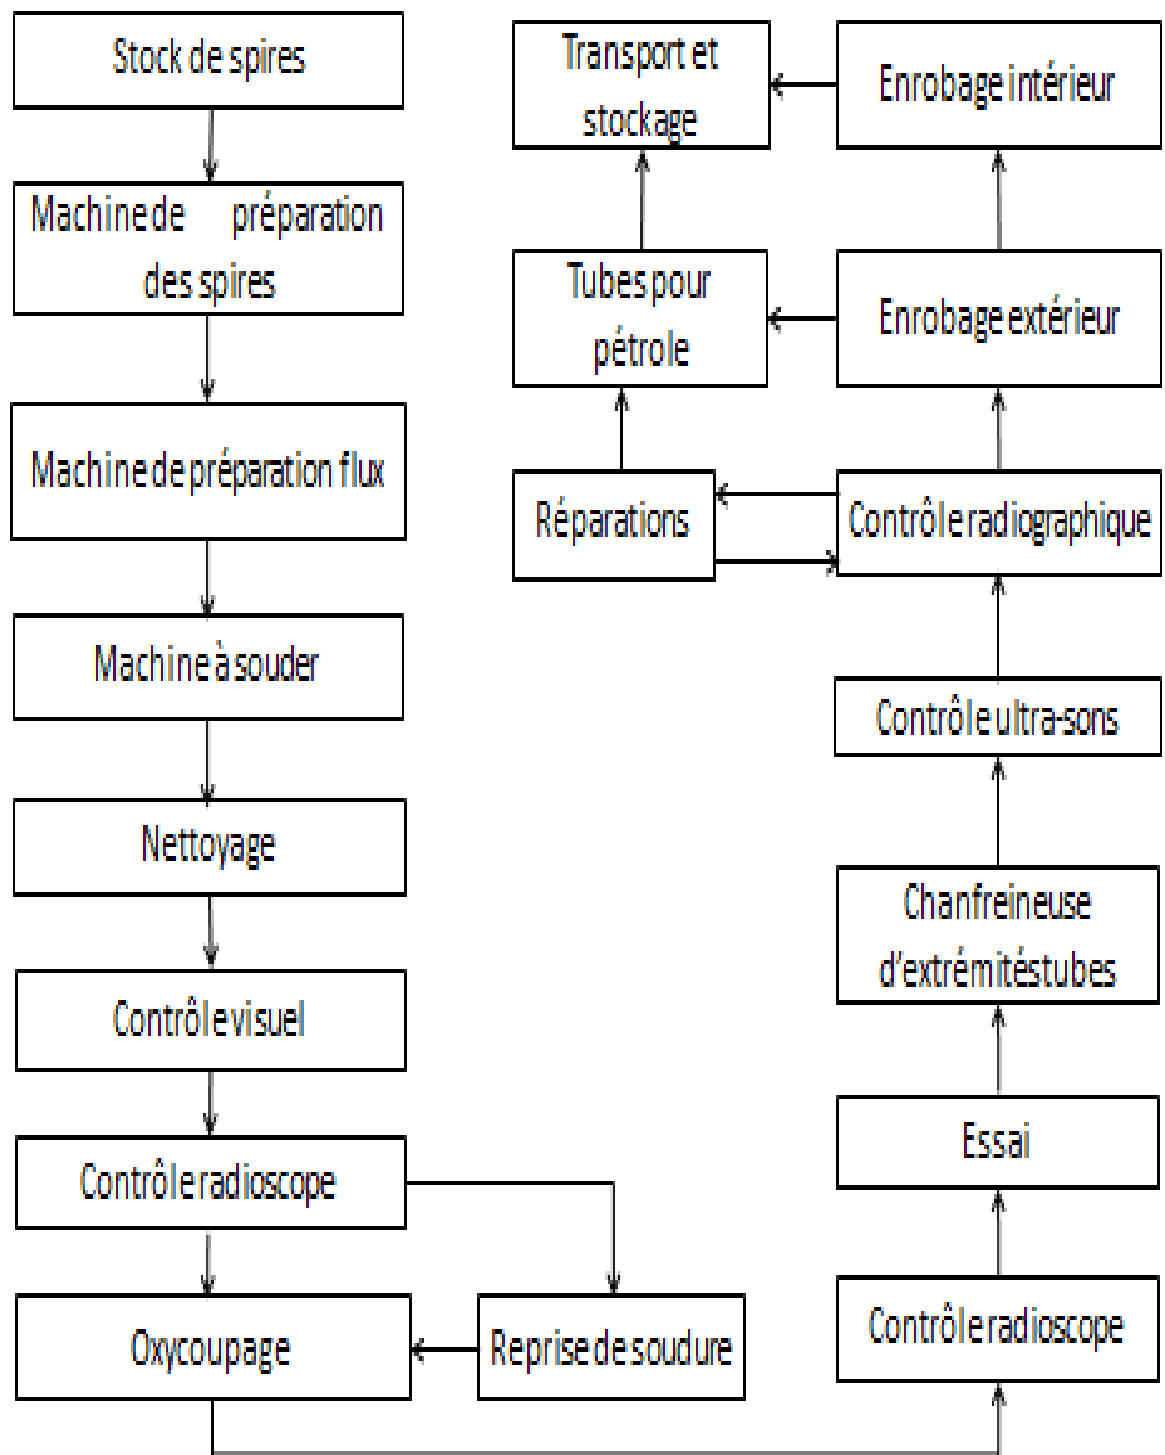 Stock de spires
Machine de préparation
des spires
Machine de préparation flux
Machine à souder
Nettoyage
Contrôle visuel
Contrôle radioscope
Oxycoupage
Reprise de soudure
Transport et
stockage
Enrobage intérieur
Tubes pour
pétrole
Enrobage extérieur
Réparations
Contrôle radiographique
Contrôle ultra-sons
Chanfreineuse
d'extrémités tubes
Essai
Contrôle radioscope